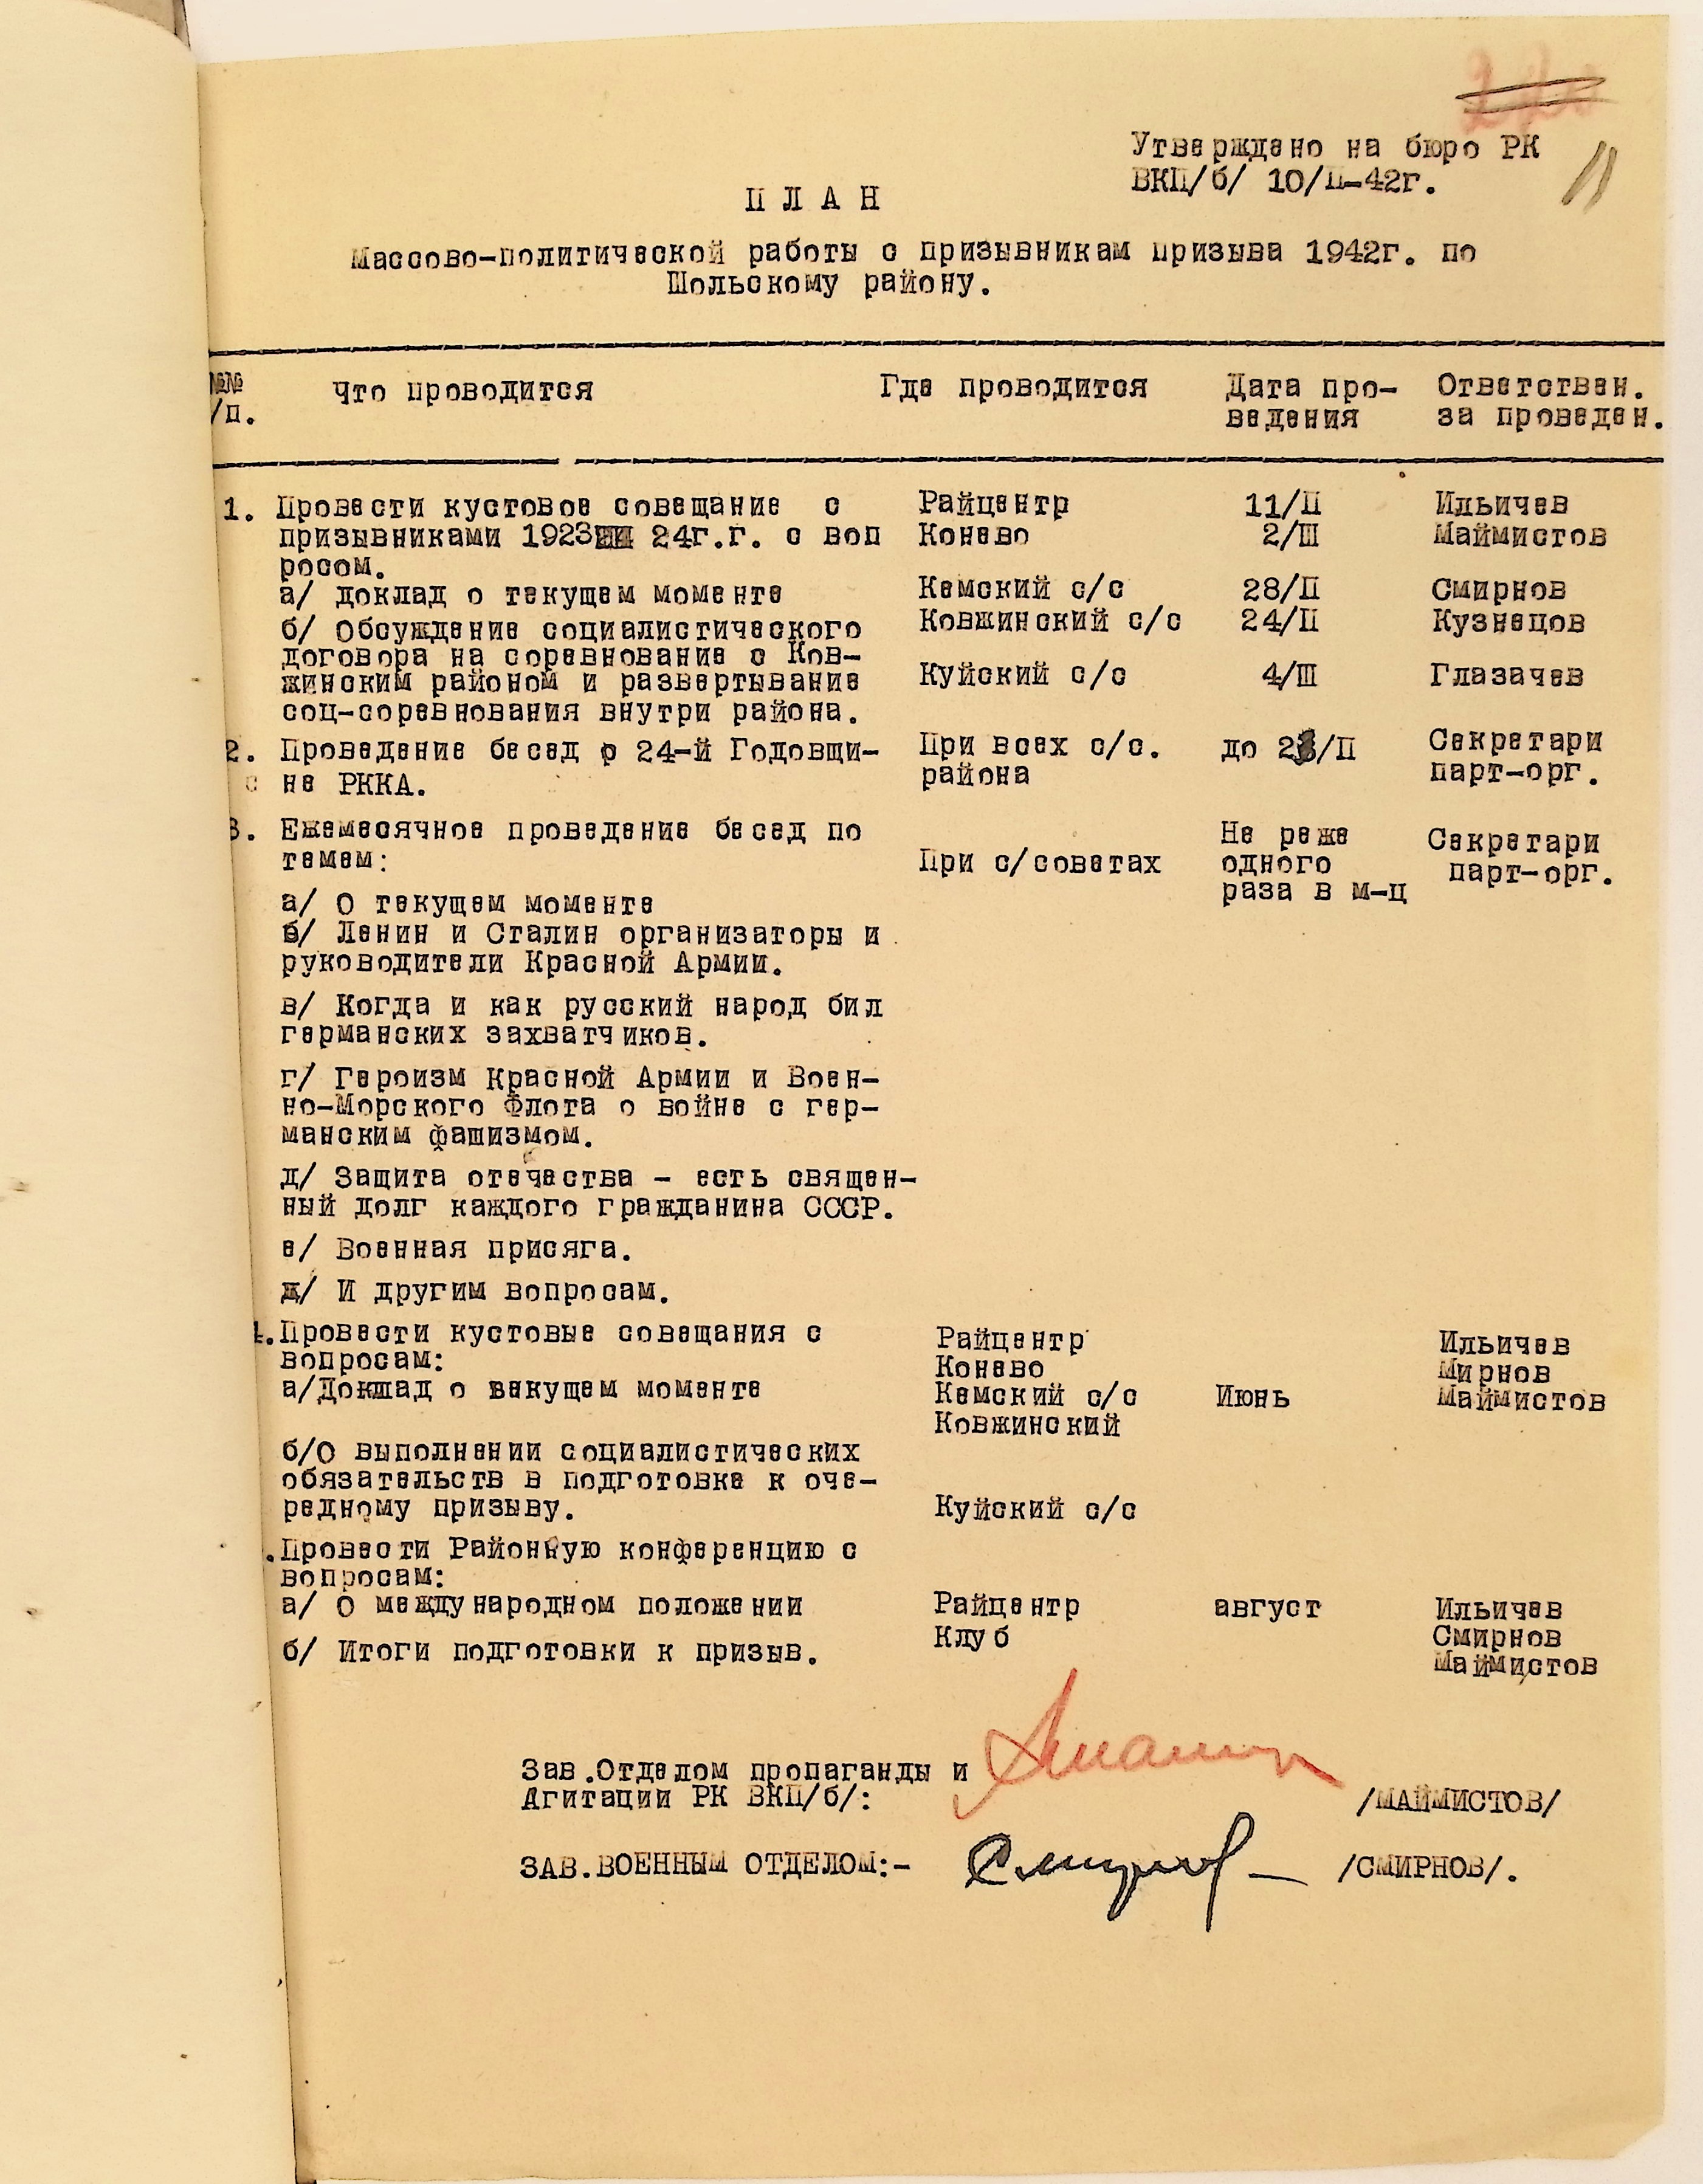 Утверждено на бюро РК
ВКП/б/ 10/II-42г.
11
П Л А Н
Массово-политической работы с призывникам призыва 1942г. по
Шольскому району.
№№ Что проводится Где проводится Дата про- Ответствен.
/п. ведения за проведен.
1. Провести кустовое совещание с Райцентр 11/II Ильичев
призывниками 1923 24г.г. с воп Конево 2/III Маймистов
росом.
а/ доклад о текущем моменте Кемский с/с 28/II Смирнов
б/ Обсуждение социалистического Ковжинский с/с 24/II Кузнецов
договора на соревнование с Ков-
жинским районом и развертывание Куйский с/с 4/III Глазачев
соц-соревнования внутри района.
2. Проведение бесед о 24-й Годовщи- При всех с/с. до 23/II Секретари
с не РККА. района парт-орг.
3. Ежемесячное проведение бесед по Не реже Секретари
темам: При с/советах одного парт-орг.
раза в м-ц
а/ О текущем моменте
б/ Ленин и Сталин организаторы и
руководители Красной Армии.
в/ Когда и как русский народ бил
германских захватчиков.
г/ Героизм Красной Армии и Воен-
но-Морского Флота о войне с гер-
манским фашизмом.
д/ Защита отечества - есть священ-
ный долг каждого гражданина СССР.
е/ Военная присяга.
ж/ И другим вопросам.
4. Провести кустовые совещания с Райцентр Ильичев
вопросам: Конево Мирнов
а/Доклад о векущем моменте Кемский с/с Июнь Маймистов
Ковжинский
б/О выполнении социалистических
обязательств в подготовке к оче-
редному призыву. Куйский с/с
.Провести Районную конференцию с
вопросам:
а/ О международном положении Райцентр август Ильичев
б/ Итоги подготовки к призыв. Клуб Смирнов
Маймистов
Зав.Отделом пропаганды и
Агитации РК ВКП/б/: /МАЙМИСТОВ/
ЗАВ.ВОЕННЫМ ОТДЕЛОМ:- Смирнов /СМИРНОВ/.